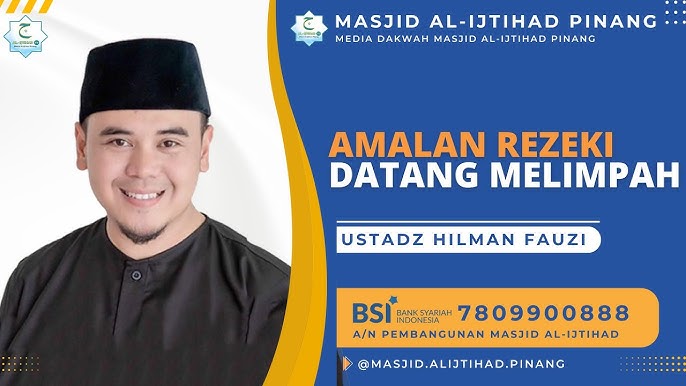 MASJID AL-IJTIHAD PINANG
MEDIA DAKWAH MASJID AL-IJTIHAD PINANG
AMALAN REZEKI
DATANG MELIMPAH
USTADZ HILMAN FAUZI
BSI BANK SYARIAH INDONESIA 7809900888
A/N PEMBANGUNAN MASJID AL-IJTIHAD
@MASJID.ALIJTIHAD.PINANG